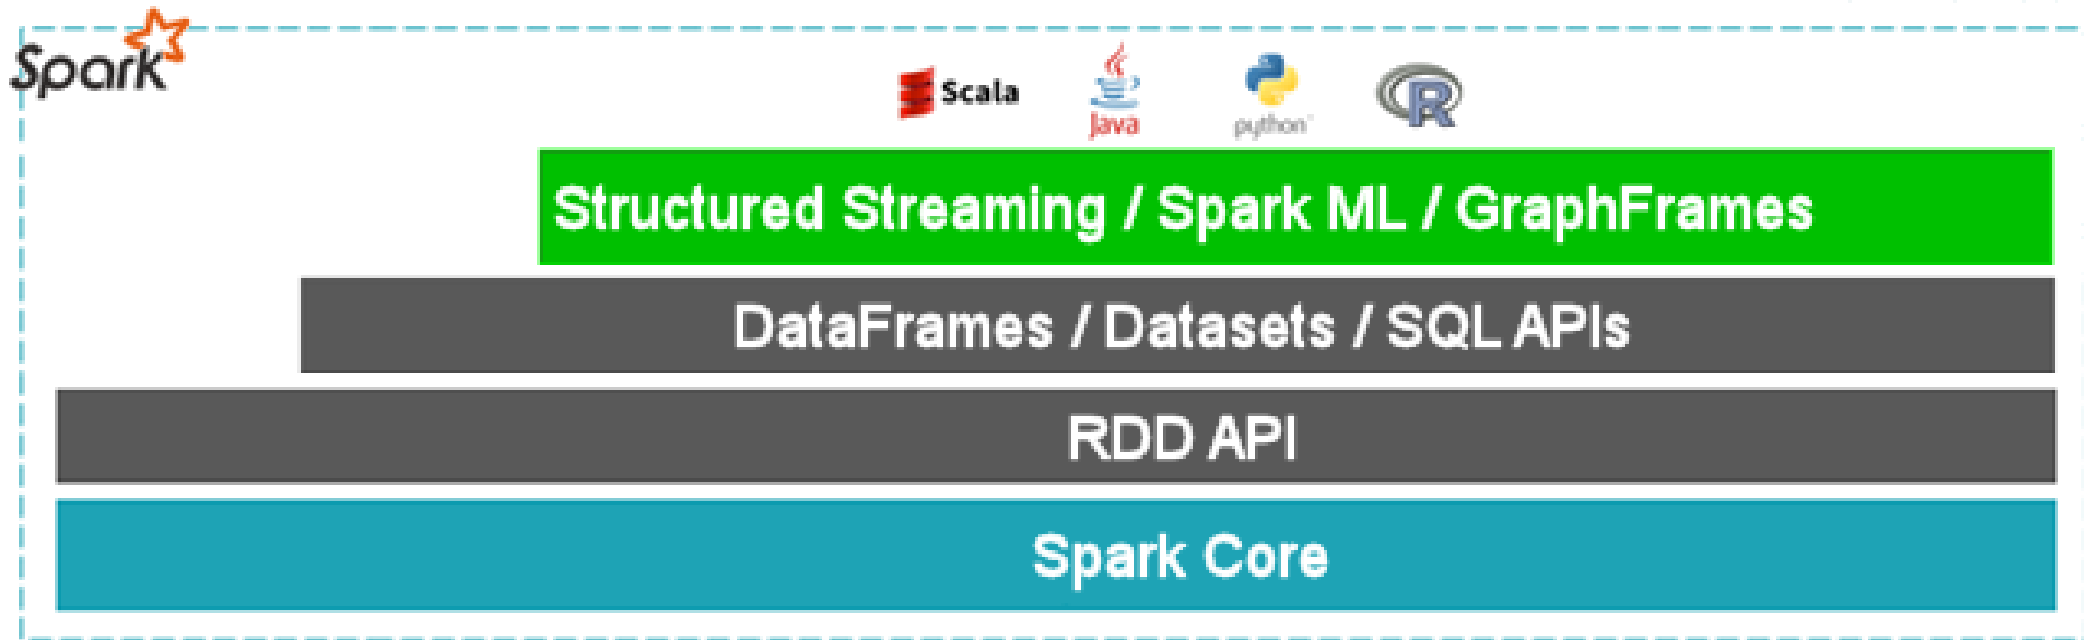 Spark
Scala
Java
python
R
Structured Streaming / Spark ML / GraphFrames
DataFrames / Datasets / SQL APIs
RDD API
Spark Core